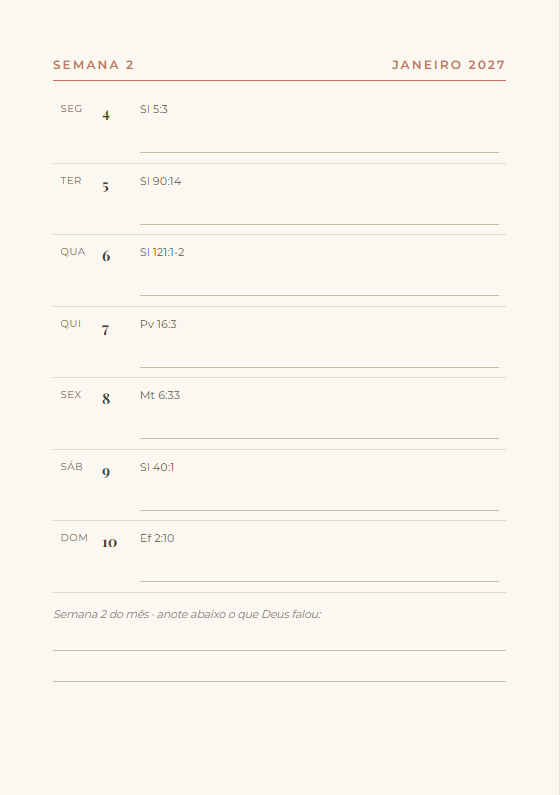 SEMANA 2 JANEIRO 2027
SEG 4 Sl 5:3
TER 5 Sl 90:14
QUA 6 Sl 121:1-2
QUI 7 Pv 16:3
SEX 8 Mt 6:33
SÁB 9 Sl 40:1
DOM 10 Ef 2:10
Semana 2 do mês · anote abaixo o que Deus falou: